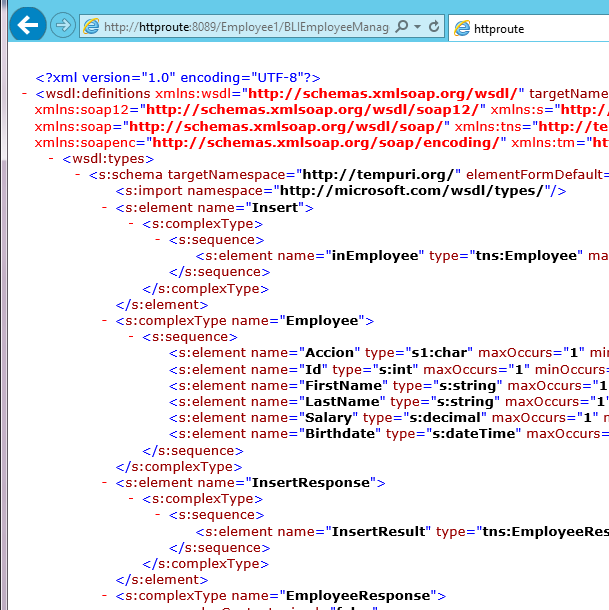 http://httproute:8089/Employee1/BLIEmployeeManag
httproute
<?xml version="1.0" encoding="UTF-8"?>
- <wsdl:definitions xmlns:wsdl="http://schemas.xmlsoap.org/wsdl/" targetName
xmlns:soap12="http://schemas.xmlsoap.org/wsdl/soap12/" xmlns:s="http:/
xmlns:soap="http://schemas.xmlsoap.org/wsdl/soap/" xmlns:tns="http://te
xmlns:soapenc="http://schemas.xmlsoap.org/soap/encoding/" xmlns:tm="ht
- <wsdl:types>
- <s:schema targetNamespace="http://tempuri.org/" elementFormDefault=
<s:import namespace="http://microsoft.com/wsdl/types/"/>
- <s:element name="Insert">
- <s:complexType>
- <s:sequence>
<s:element name="inEmployee" type="tns:Employee" ma
</s:sequence>
</s:complexType>
</s:element>
- <s:complexType name="Employee">
- <s:sequence>
<s:element name="Accion" type="s1:char" maxOccurs="1" min
<s:element name="Id" type="s:int" maxOccurs="1" minOccurs=
<s:element name="FirstName" type="s:string" maxOccurs="1
<s:element name="LastName" type="s:string" maxOccurs="1
<s:element name="Salary" type="s:decimal" maxOccurs="1" m
<s:element name="Birthdate" type="s:dateTime" maxOccurs=
</s:sequence>
</s:complexType>
- <s:element name="InsertResponse">
- <s:complexType>
- <s:sequence>
<s:element name="InsertResult" type="tns:EmployeeRes
</s:sequence>
</s:complexType>
</s:element>
- <s:complexType name="EmployeeResponse">